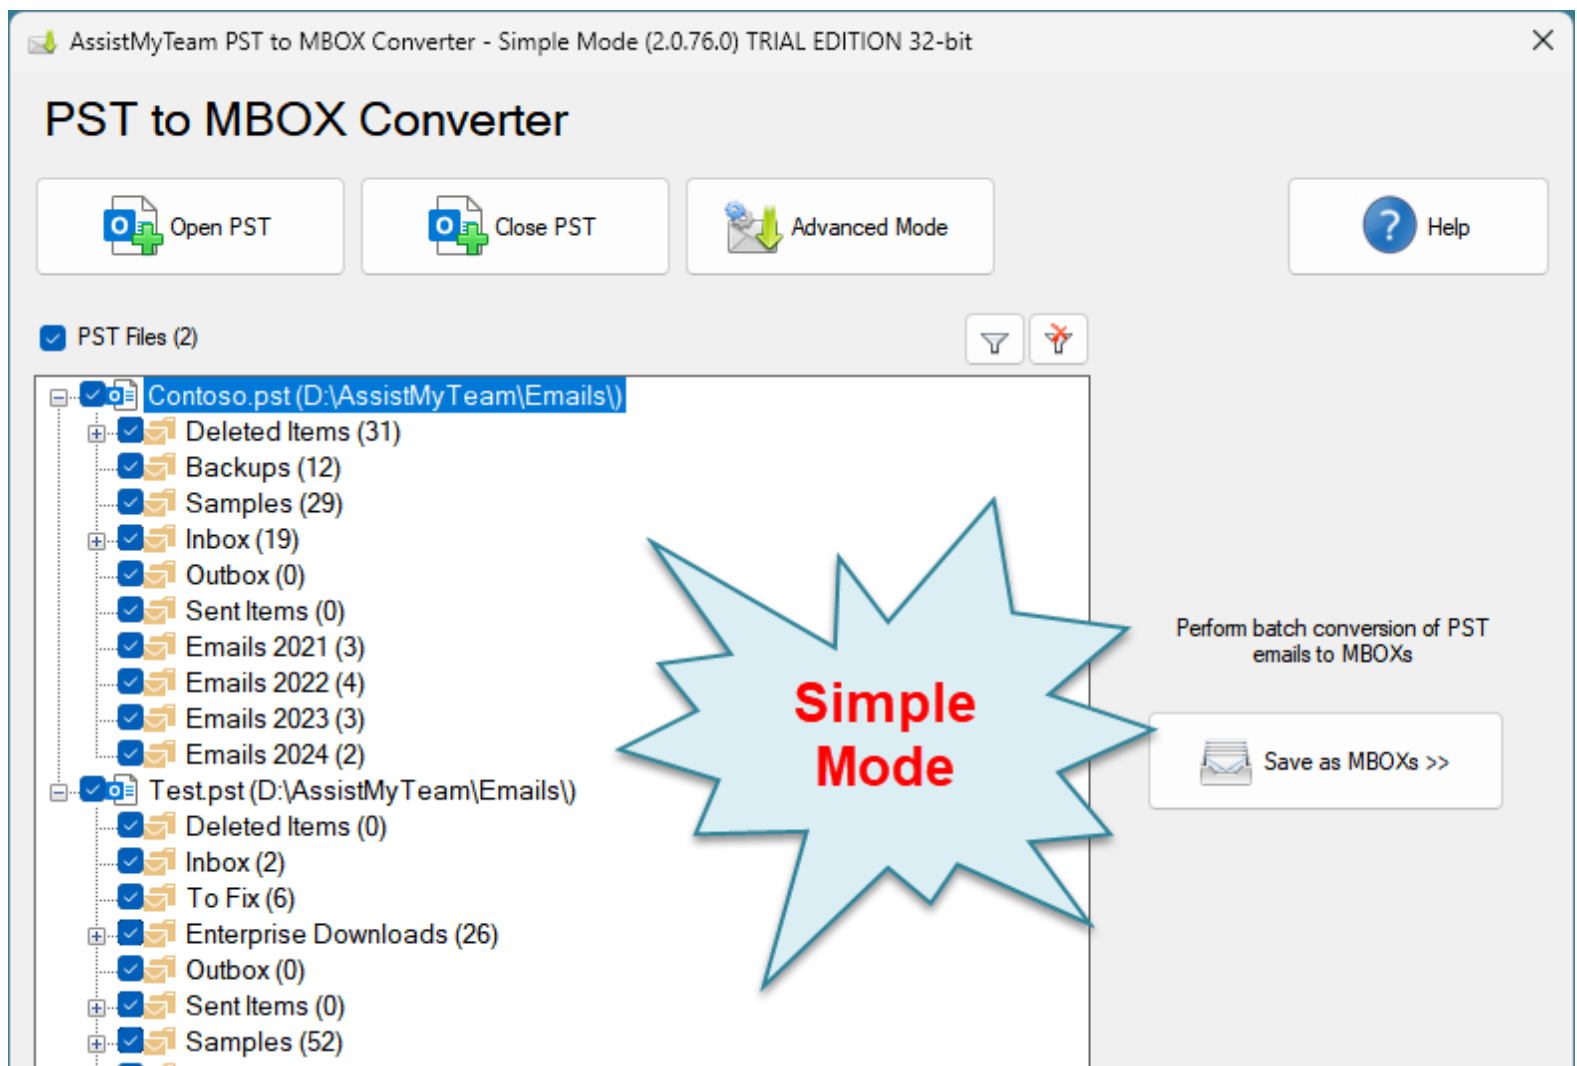 AssistMyTeam PST to MBOX Converter - Simple Mode (2.0.76.0) TRIAL EDITION 32-bit
PST to MBOX Converter
Open PST
Close PST
Advanced Mode
Help
PST Files (2)
Contoso.pst (D:\AssistMyTeam\Emails\)
Deleted Items (31)
Backups (12)
Samples (29)
Inbox (19)
Outbox (0)
Sent Items (0)
Emails 2021 (3)
Emails 2022 (4)
Emails 2023 (3)
Emails 2024 (2)
Test.pst (D:\AssistMyTeam\Emails\)
Deleted Items (0)
Inbox (2)
To Fix (6)
Enterprise Downloads (26)
Outbox (0)
Sent Items (0)
Samples (52)
Simple
Mode
Perform batch conversion of PST
emails to MBOXs
Save as MBOXs >>